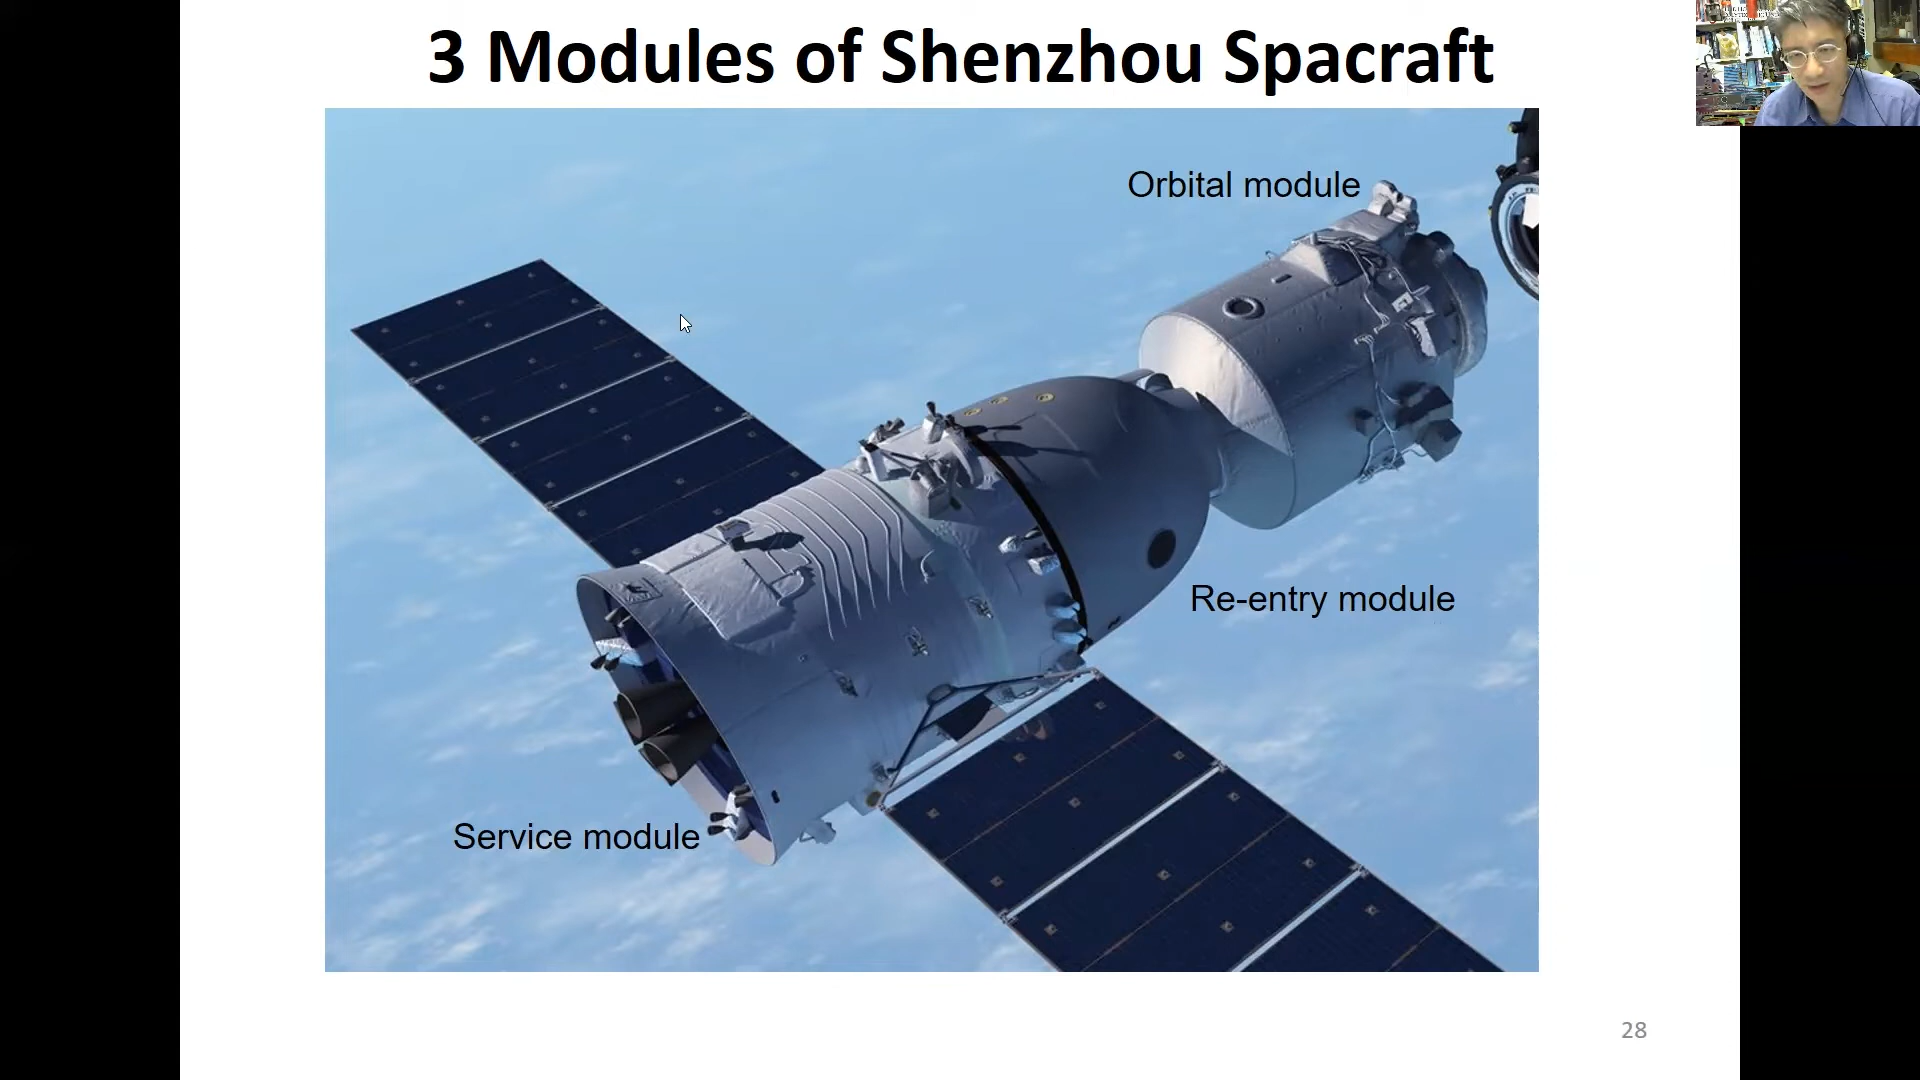 3 Modules of Shenzhou Spacraft
Orbital module
Re-entry module
Service module
28